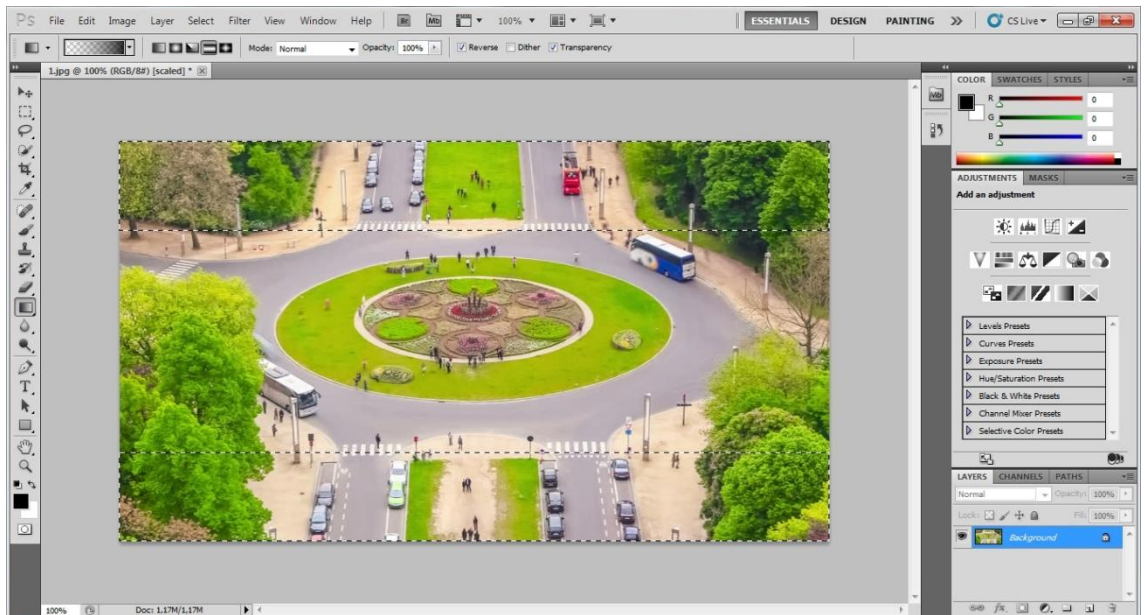 Ps File Edit Image Layer Select Filter View Window Help Br Mb 100% ESSENTIALS DESIGN PAINTING >> CS Live
Mode: Normal Opacity: 100% Reverse Dither Transparency
1.jpg @ 100% (RGB/8#) [scaled] *
Mb
COLOR SWATCHES STYLES
R 0
G 0
B 0
ADJUSTMENTS MASKS
Add an adjustment
Levels Presets
Curves Presets
Exposure Presets
Hue/Saturation Presets
Black & White Presets
Channel Mixer Presets
Selective Color Presets
LAYERS CHANNELS PATHS
Normal Opacity: 100%
Lock: Fill: 100%
Background
fx.
T
100% Doc: 1,17M/1,17M